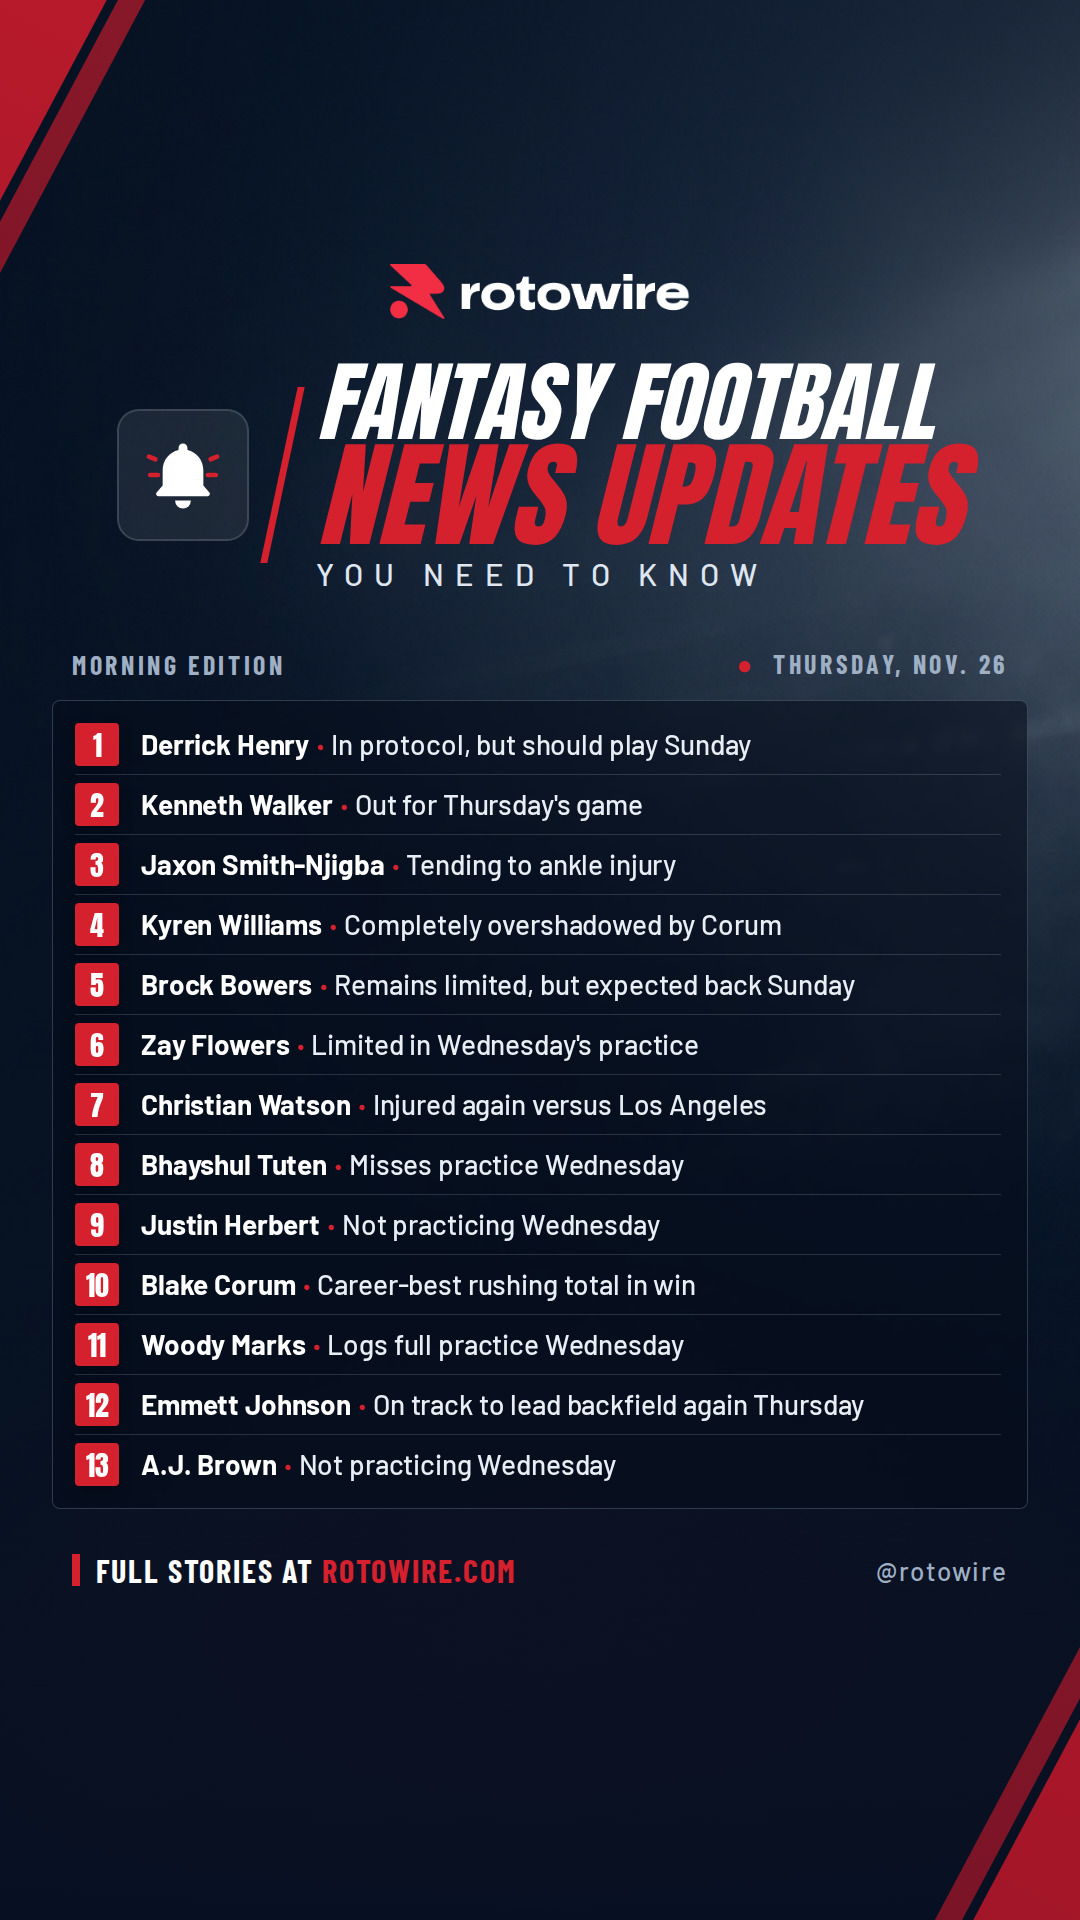 rotowire
FANTASY FOOTBALL
NEWS UPDATES
YOU NEED TO KNOW
MORNING EDITION
• THURSDAY, NOV. 26
1 Derrick Henry • In protocol, but should play Sunday
2 Kenneth Walker • Out for Thursday's game
3 Jaxon Smith-Njigba • Tending to ankle injury
4 Kyren Williams • Completely overshadowed by Corum
5 Brock Bowers • Remains limited, but expected back Sunday
6 Zay Flowers • Limited in Wednesday's practice
7 Christian Watson • Injured again versus Los Angeles
8 Bhayshul Tuten • Misses practice Wednesday
9 Justin Herbert • Not practicing Wednesday
10 Blake Corum • Career-best rushing total in win
11 Woody Marks • Logs full practice Wednesday
12 Emmett Johnson • On track to lead backfield again Thursday
13 A.J. Brown • Not practicing Wednesday
FULL STORIES AT ROTOWIRE.COM
@rotowire